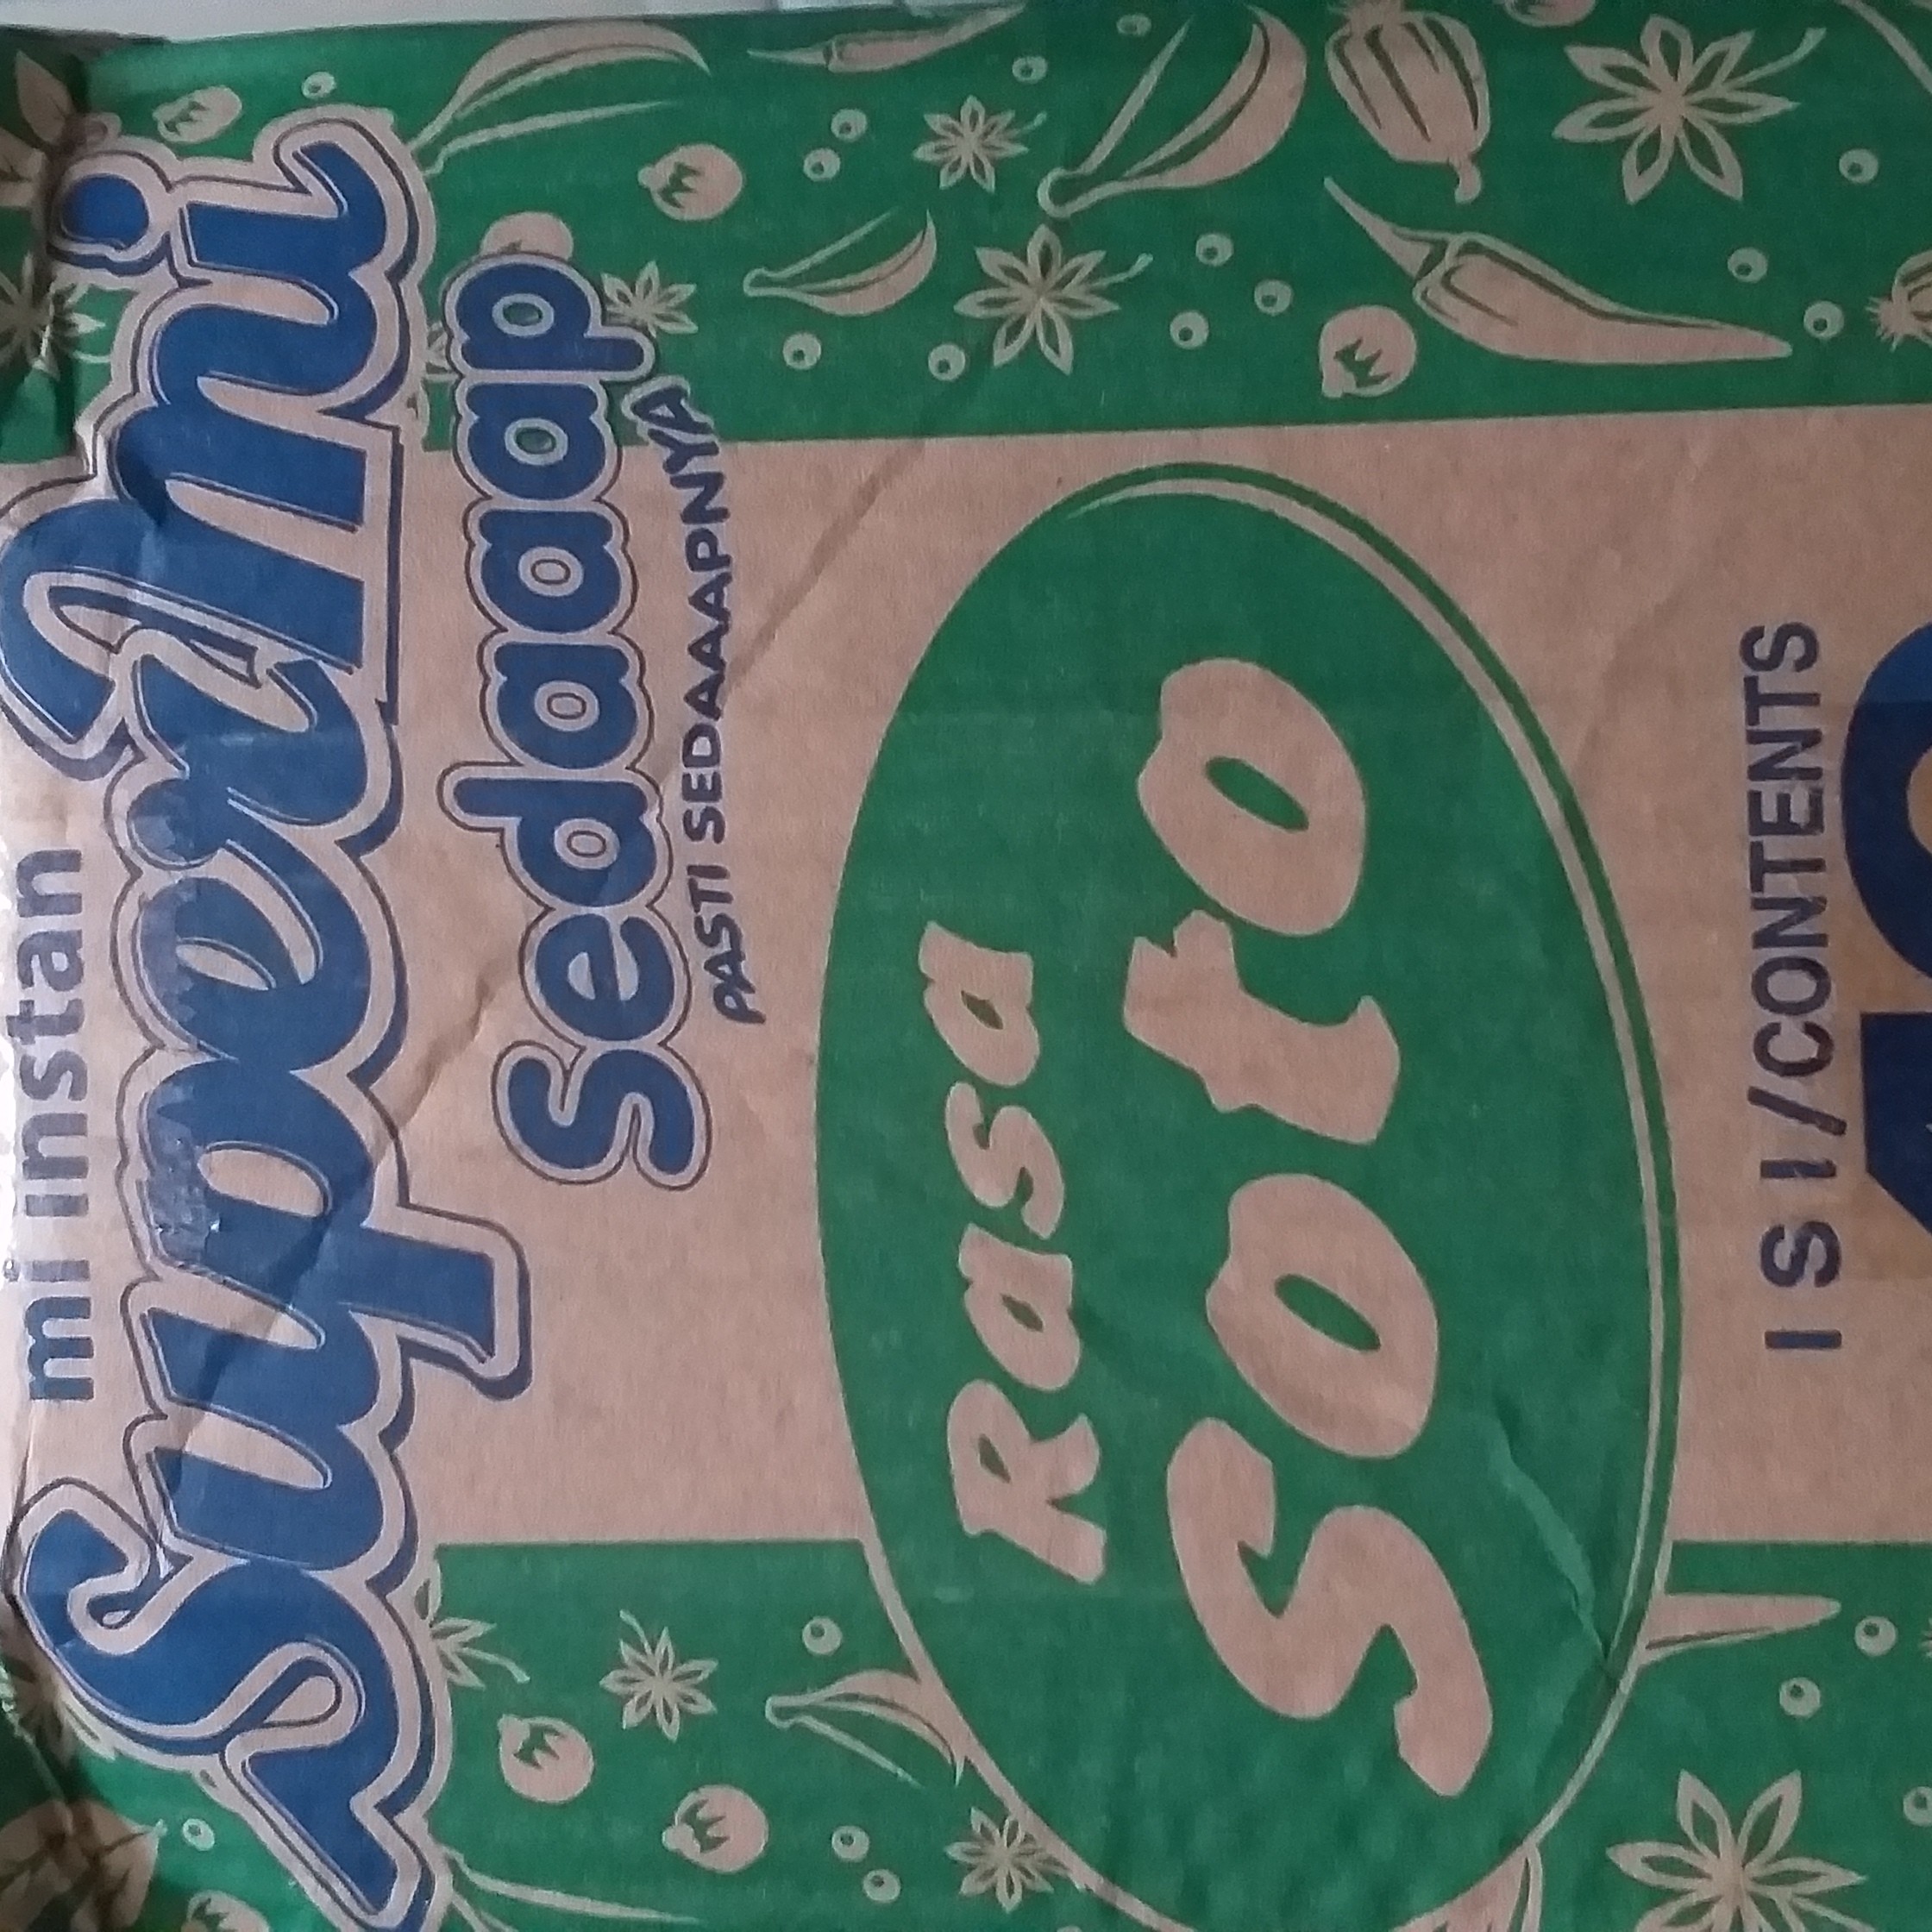 mi instan
SuperMi
Sedaaap
PASTI SEDAAAAPNYA
Rasa
Soto
ISI/CONTENTS